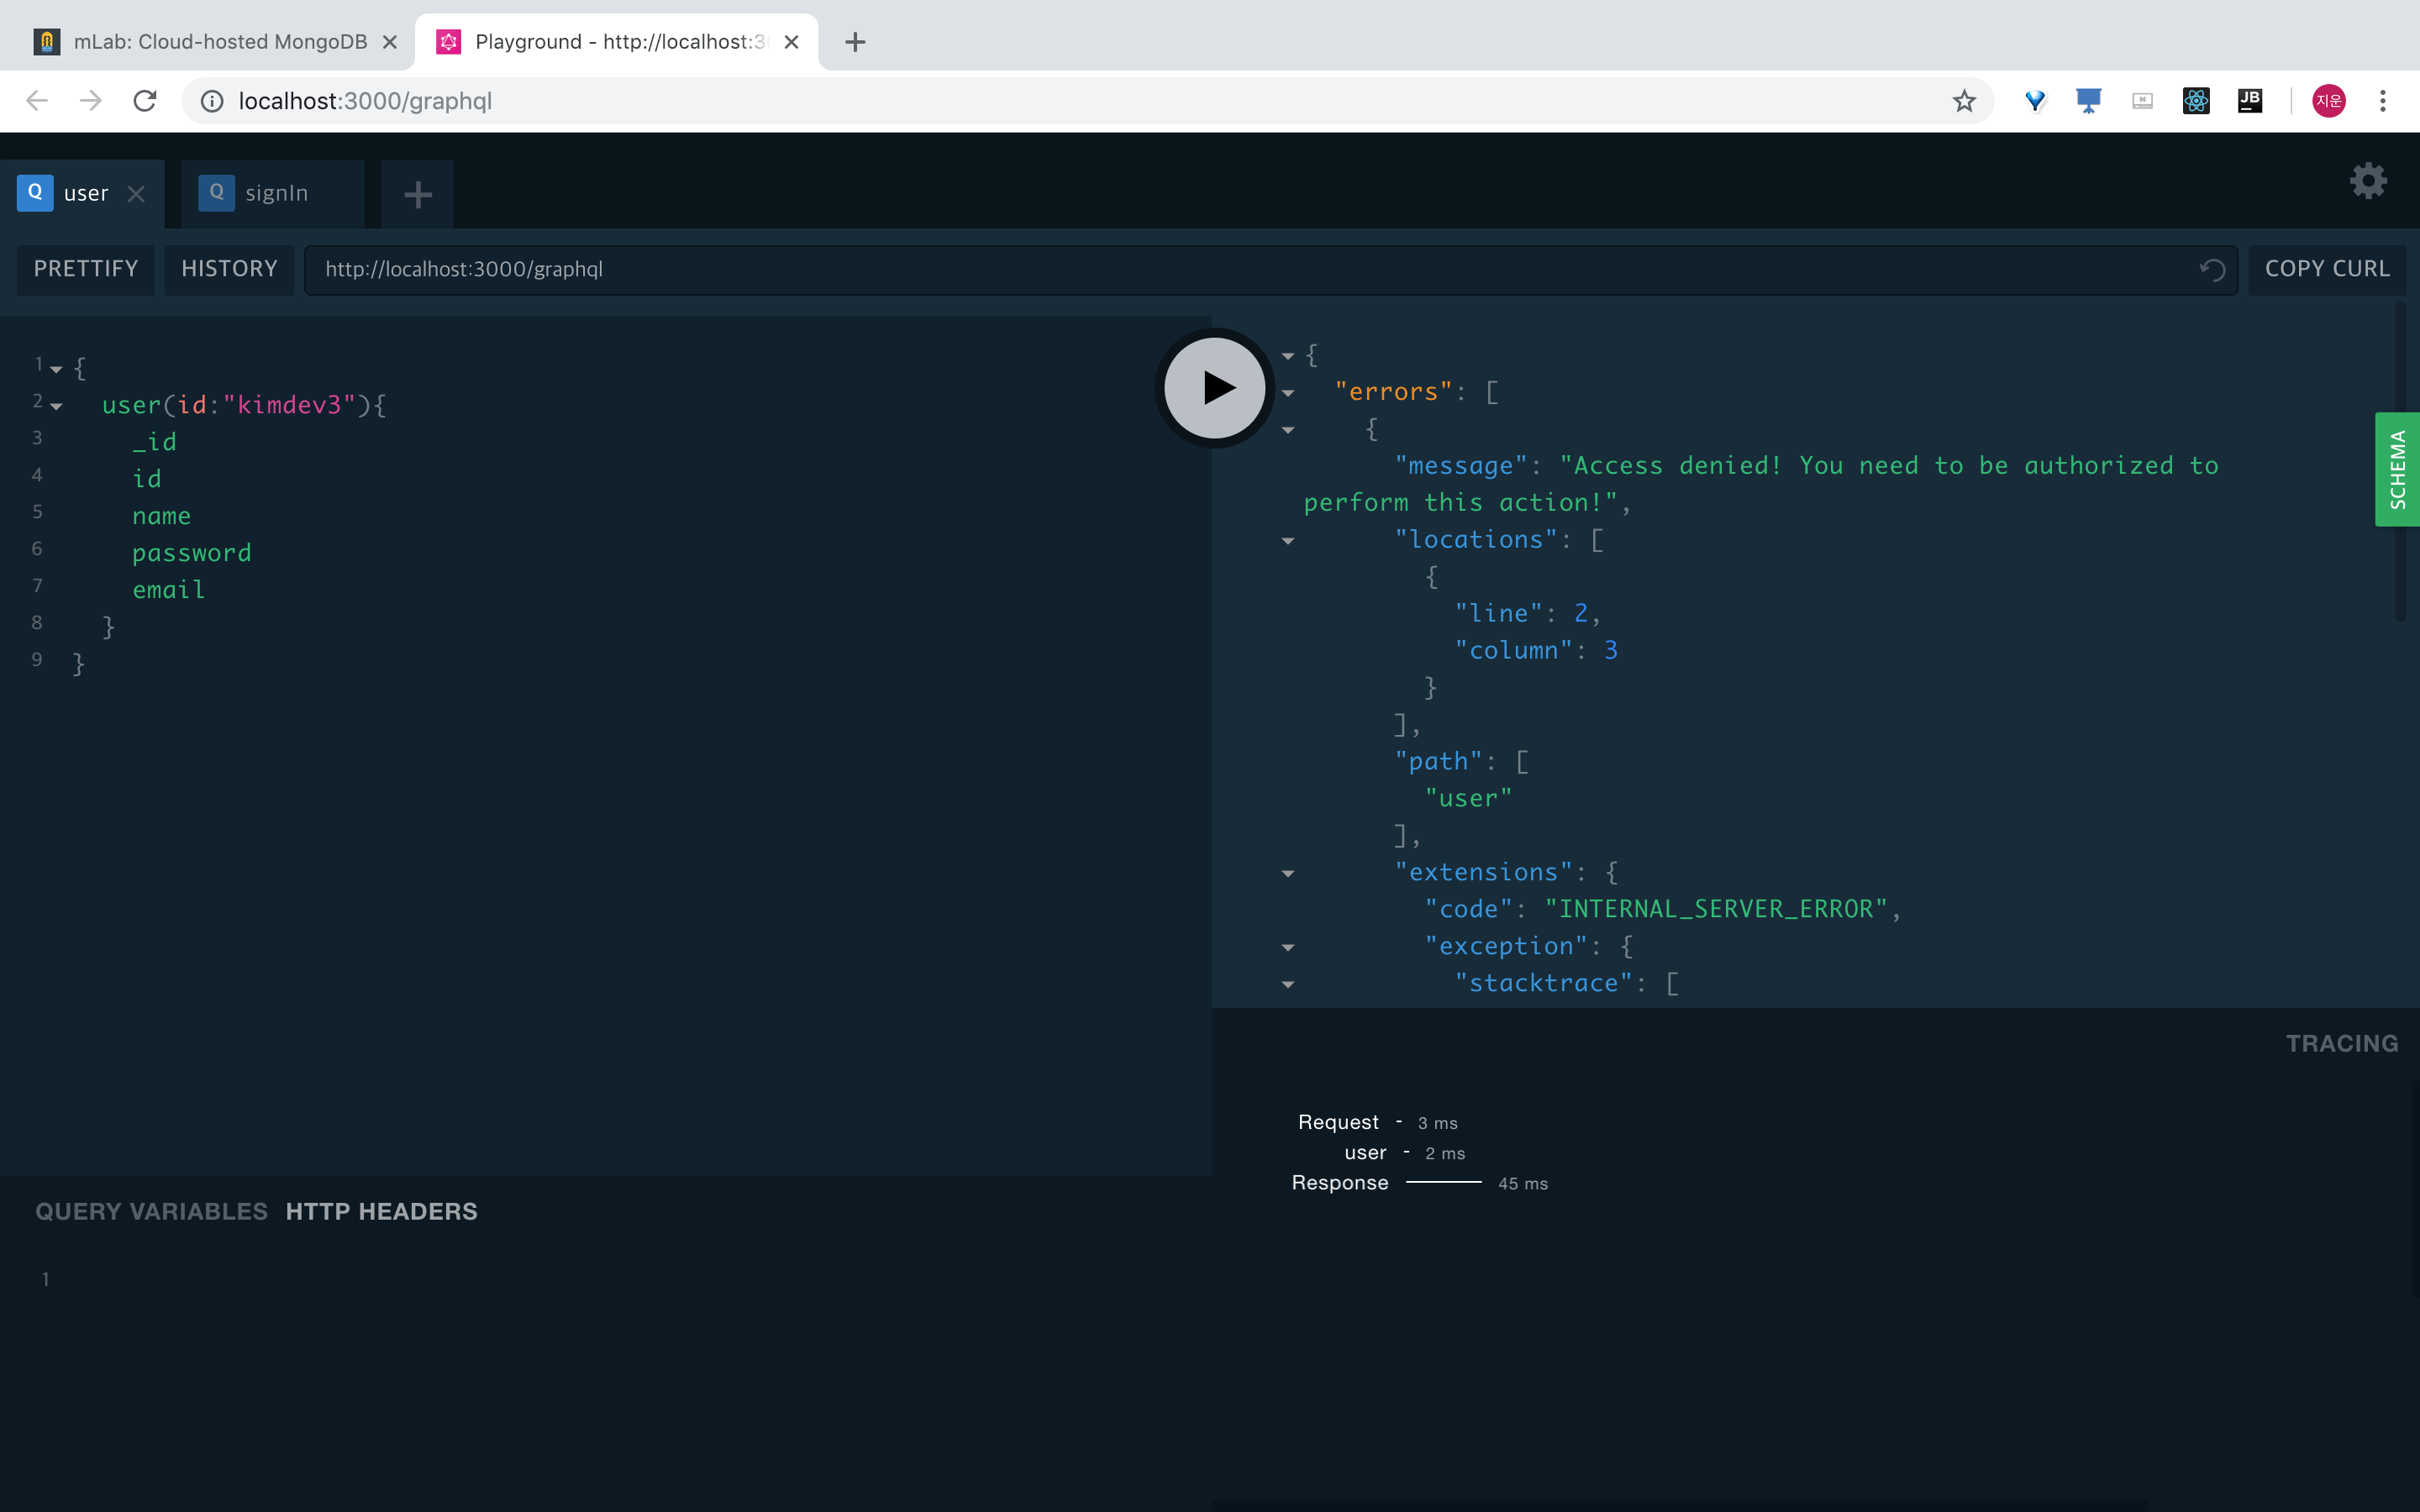 mLab: Cloud-hosted MongoDB
Playground - http://localhost:3
localhost:3000/graphql
JB
지운
Q user
Q signIn
PRETTIFY
HISTORY
http://localhost:3000/graphql
COPY CURL
1 {
2 user(id:"kimdev3"){
3 _id
4 id
5 name
6 password
7 email
8 }
9 }
{
"errors": [
{
"message": "Access denied! You need to be authorized to
perform this action!",
"locations": [
{
"line": 2,
"column": 3
}
],
"path": [
"user"
],
"extensions": {
"code": "INTERNAL_SERVER_ERROR",
"exception": {
"stacktrace": [
SCHEMA
TRACING
Request - 3 ms
user - 2 ms
Response 45 ms
QUERY VARIABLES HTTP HEADERS
1